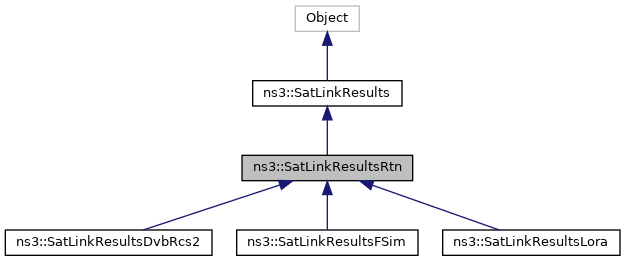 Object
ns3::SatLinkResults
ns3::SatLinkResultsRtn
ns3::SatLinkResultsDvbRcs2
ns3::SatLinkResultsFSim
ns3::SatLinkResultsLora